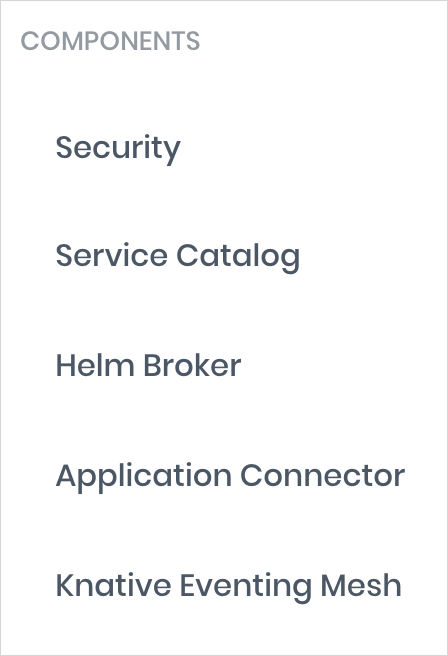 COMPONENTS
Security
Service Catalog
Helm Broker
Application Connector
Knative Eventing Mesh